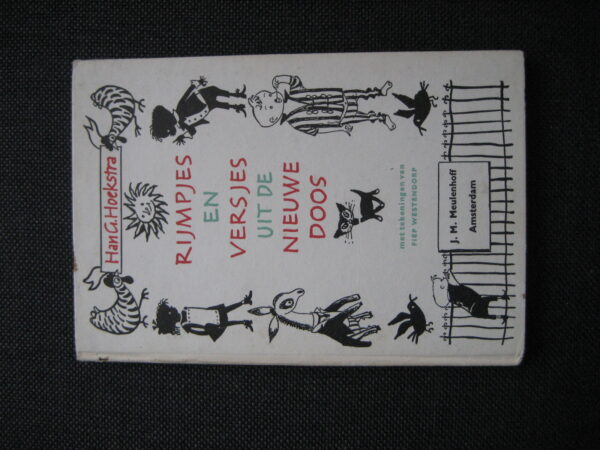 Han G. Hoekstra
RIJMPJES
EN
VERSJES
UIT DE
NIEUWE
DOOS
met tekeningen van
FIEP WESTENDORP
J. M. Meulenhoff
Amsterdam